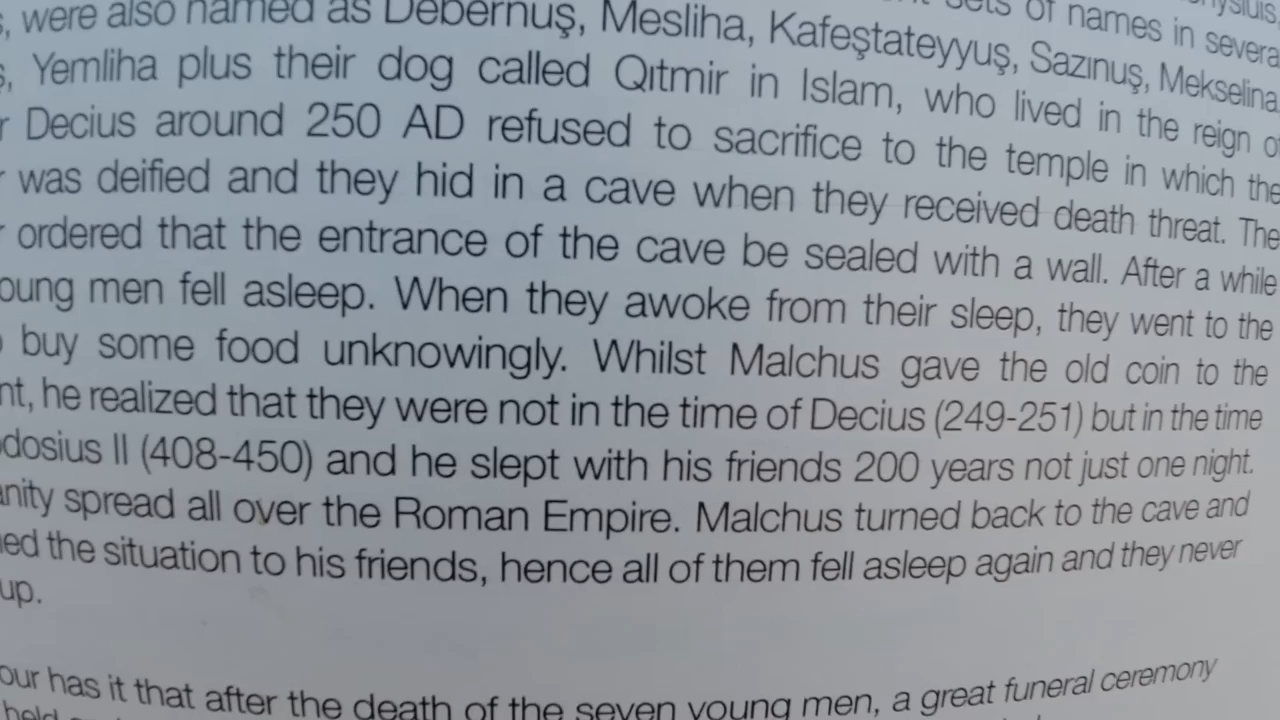 sets of names in severa
, were also named as Debernuş, Mesliha, Kafeştateyyuş, Sazınuş, Mekselina
, Yemliha plus their dog called Qıtmir in Islam, who lived in the reign
Decius around 250 AD refused to sacrifice to the temple in which the
was deified and they hid in a cave when they received death threat. The
ordered that the entrance of the cave be sealed with a wall. After a while
oung men fell asleep. When they awoke from their sleep, they went to the
buy some food unknowingly. Whilst Malchus gave the old coin to the
nt, he realized that they were not in the time of Decius (249-251) but in the time
dosius II (408-450) and he slept with his friends 200 years not just one night.
anity spread all over the Roman Empire. Malchus turned back to the cave and
ed the situation to his friends, hence all of them fell asleep again and they never
up.
our has it that after the death of the seven young men, a great funeral ceremony